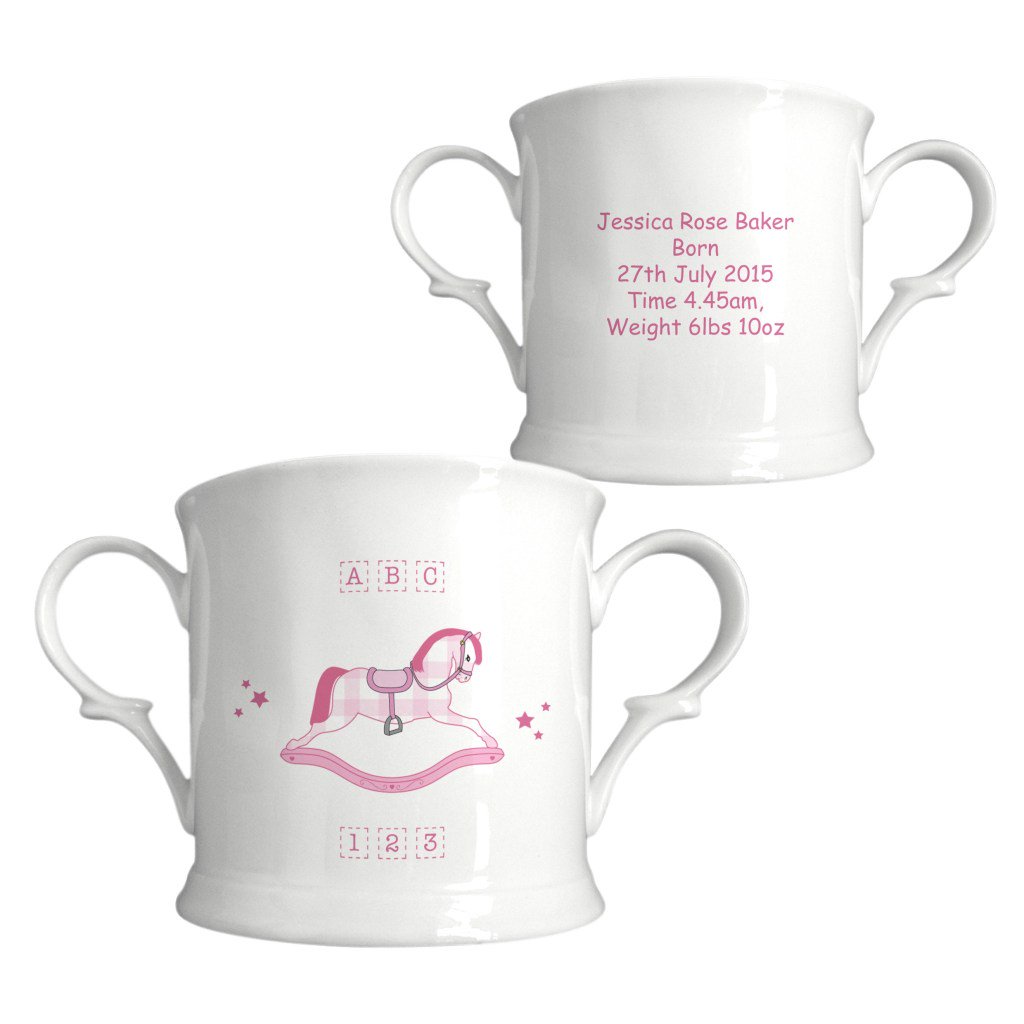 Jessica Rose Baker
Born
27th July 2015
Time 4.45am,
Weight 6lbs 10oz
A B C
1 2 3